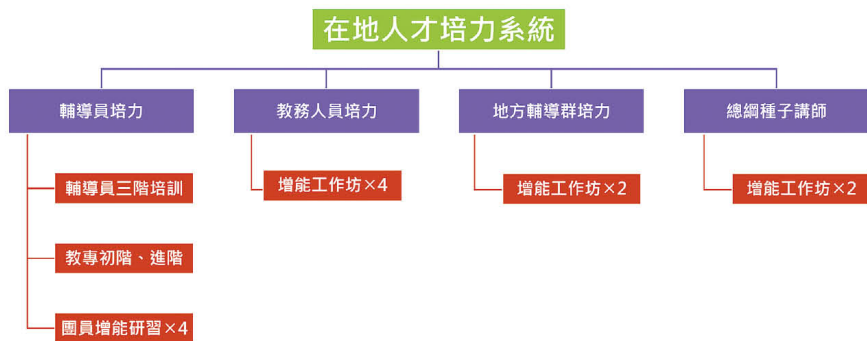 在地人才培力系統
輔導員培力
教務人員培力
地方輔導群培力
總綱種子講師
輔導員三階培訓
增能工作坊×4
增能工作坊×2
增能工作坊×2
教專初階、進階
團員增能研習×4